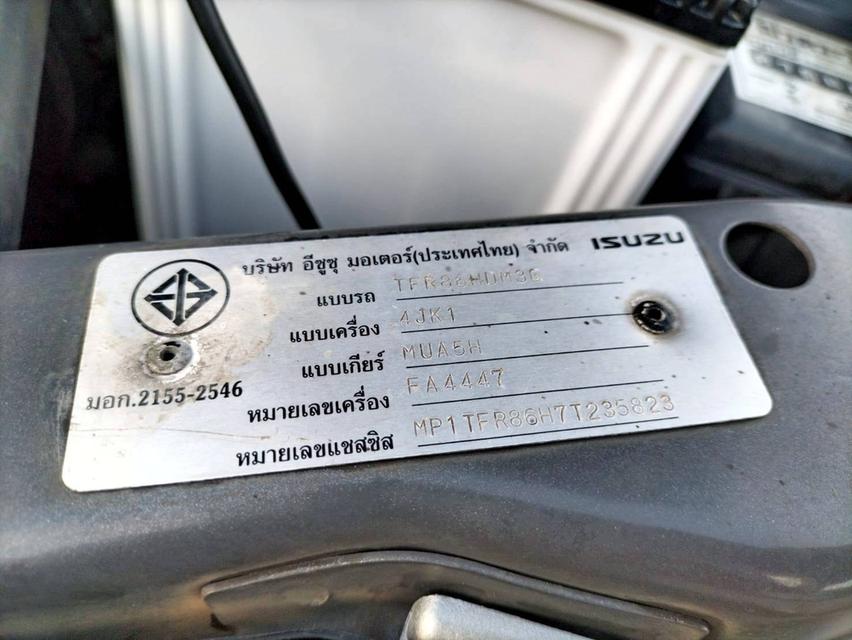 บริษัท อีซูซุ มอเตอร์(ประเทศไทย) จำกัด ISUZU
แบบรถ TFR86HDM3G
แบบเครื่อง 4JK1
แบบเกียร์ MUA5H
มอก.2155-2546
หมายเลขเครื่อง FA4447
หมายเลขแชสซิส MP1TFR86H7T235823